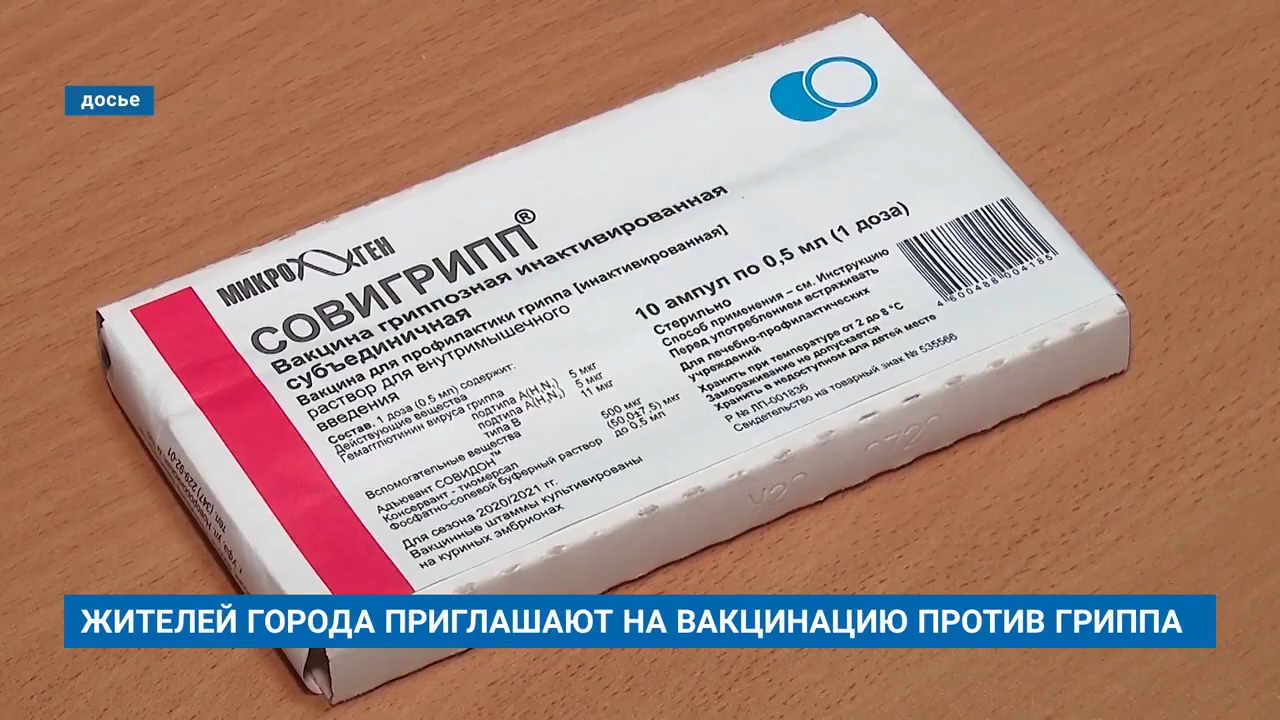 досье
МИКРОГЕН
СОВИГРИПП®
Вакцина гриппозная инактивированная
субъединичная
Вакцина для профилактики гриппа [инактивированная]
раствор для внутримышечного
введения
Состав. 1 доза (0,5 мл) содержит:
Действующие вещества
Гемагглютинин вируса гриппа
подтипа А(H₁N₁) 5 мкг
подтипа А(H₃N₂) 5 мкг
типа В 11 мкг
Вспомогательные вещества
Адъювант СОВИДОН™ 500 мкг
Консервант - тиомерсал (50,0±7,5) мкг
Фосфатно-солевой буферный раствор до 0,5 мл
Для сезона 2020/2021 гг.
Вакцинные штаммы культивированы
на куриных эмбрионах
10 ампул по 0,5 мл (1 доза)
Стерильно
Способ применения – см. Инструкцию
Перед употреблением встряхивать
Для лечебно-профилактических
учреждений
Хранить при температуре от 2 до 8 °С
Замораживание не допускается
Хранить в недоступном для детей месте
Р № ЛП-001836
Свидетельство на товарный знак № 535566
4600488004185
тел. (347) 229-92-01
ЖИТЕЛЕЙ ГОРОДА ПРИГЛАШАЮТ НА ВАКЦИНАЦИЮ ПРОТИВ ГРИППА